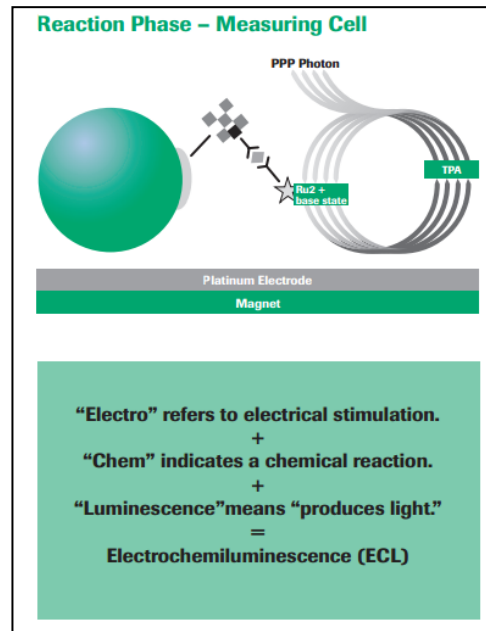 Reaction Phase – Measuring Cell
PPP Photon
TPA
Ru2 +
base state
Platinum Electrode
Magnet
“Electro” refers to electrical stimulation.
+
“Chem” indicates a chemical reaction.
+
“Luminescence”means “produces light.”
=
Electrochemiluminescence (ECL)